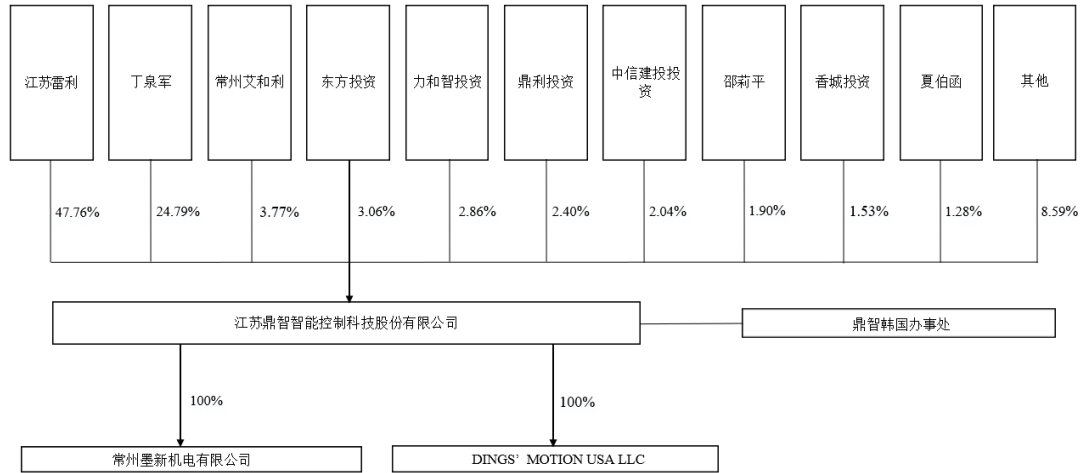 江苏雷利
丁泉军
常州艾和利
东方投资
力和智投资
鼎利投资
中信建投投
资
邵莉平
香城投资
夏伯函
其他
47.76%
24.79%
3.77%
3.06%
2.86%
2.40%
2.04%
1.90%
1.53%
1.28%
8.59%
江苏鼎智智能控制科技股份有限公司
鼎智韩国办事处
100%
100%
常州墨新机电有限公司
DINGS’ MOTION USA LLC